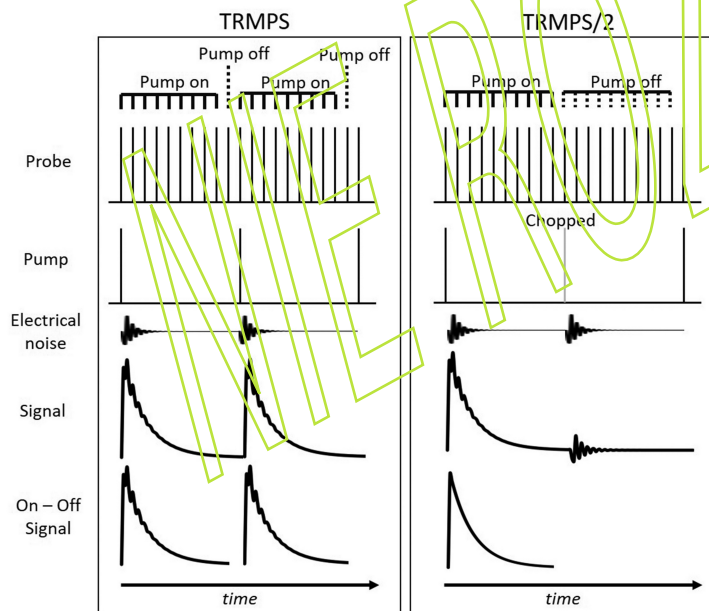 TRMPS
TRMPS/2
Pump off
Pump off
Pump on
Pump on
Pump on
Pump off
Probe
Chopped
Pump
Electrical
noise
Signal
On – Off
Signal
time
time